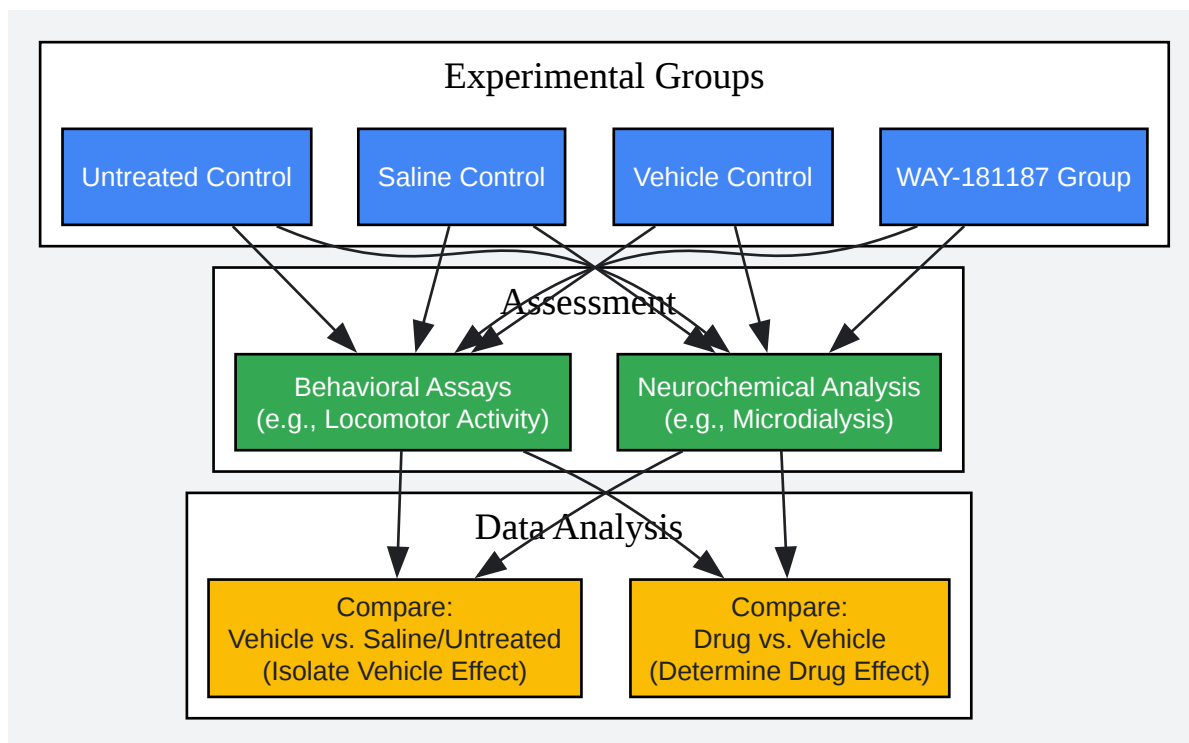 Experimental Groups
Untreated Control
Saline Control
Vehicle Control
WAY-181187 Group
Assessment
Behavioral Assays
(e.g., Locomotor Activity)
Neurochemical Analysis
(e.g., Microdialysis)
Data Analysis
Compare:
Vehicle vs. Saline/Untreated
(Isolate Vehicle Effect)
Compare:
Drug vs. Vehicle
(Determine Drug Effect)